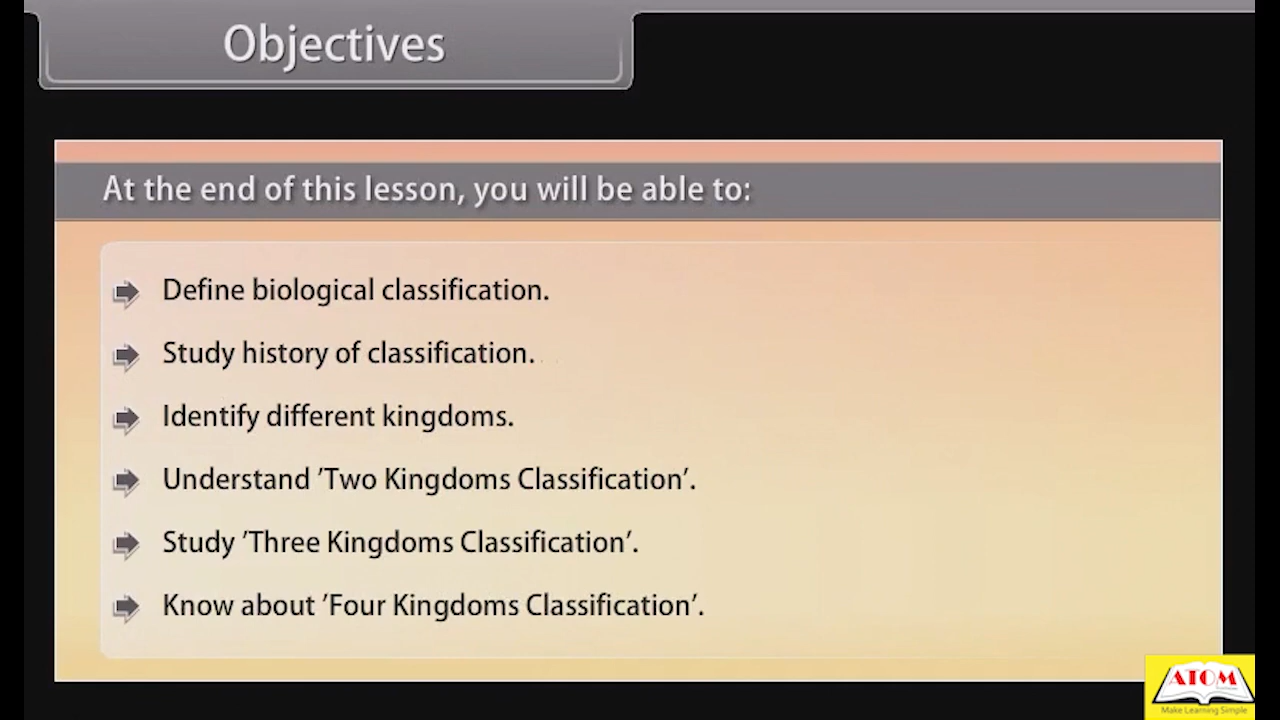 Objectives
At the end of this lesson, you will be able to:
Define biological classification.
Study history of classification.
Identify different kingdoms.
Understand 'Two Kingdoms Classification'.
Study 'Three Kingdoms Classification'.
Know about 'Four Kingdoms Classification'.
ATOM
Make Learning Simple